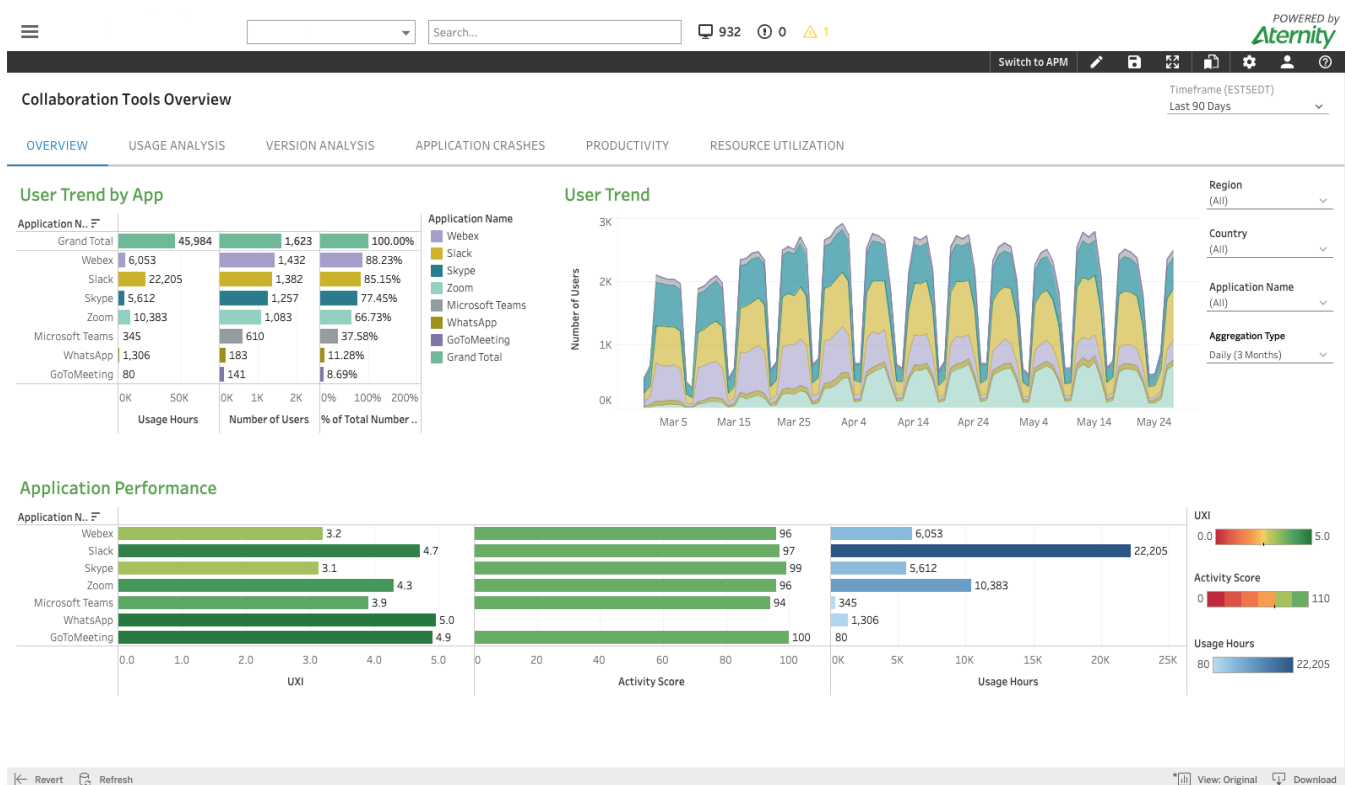 POWERED by
Search...
932
0
1
Aternity
Switch to APM
Collaboration Tools Overview
Timeframe (EST5EDT)
Last 90 Days
OVERVIEW USAGE ANALYSIS VERSION ANALYSIS APPLICATION CRASHES PRODUCTIVITY RESOURCE UTILIZATION
User Trend by App
Application N..
Grand Total 45,984 1,623 100.00%
Webex 6,053 1,432 88.23%
Slack 22,205 1,382 85.15%
Skype 5,612 1,257 77.45%
Zoom 10,383 1,083 66.73%
Microsoft Teams 345 610 37.58%
WhatsApp 1,306 183 11.28%
GoToMeeting 80 141 8.69%
0K 50K 0K 1K 2K 0% 100% 200%
Usage Hours Number of Users % of Total Number ..
Application Name
Webex
Slack
Skype
Zoom
Microsoft Teams
WhatsApp
GoToMeeting
Grand Total
User Trend
Number of Users
3K
2K
1K
0K
Mar 5 Mar 15 Mar 25 Apr 4 Apr 14 Apr 24 May 4 May 14 May 24
Region
(All)
Country
(All)
Application Name
(All)
Aggregation Type
Daily (3 Months)
Application Performance
Application N..
Webex 3.2 96 6,053
Slack 4.7 97 22,205
Skype 3.1 99 5,612
Zoom 4.3 96 10,383
Microsoft Teams 3.9 94 345
WhatsApp 5.0 1,306
GoToMeeting 4.9 100 80
0.0 1.0 2.0 3.0 4.0 5.0 0 20 40 60 80 100 0K 5K 10K 15K 20K 25K
UXI Activity Score Usage Hours
UXI
0.0 5.0
Activity Score
0 110
Usage Hours
80 22,205
Revert Refresh View: Original Download